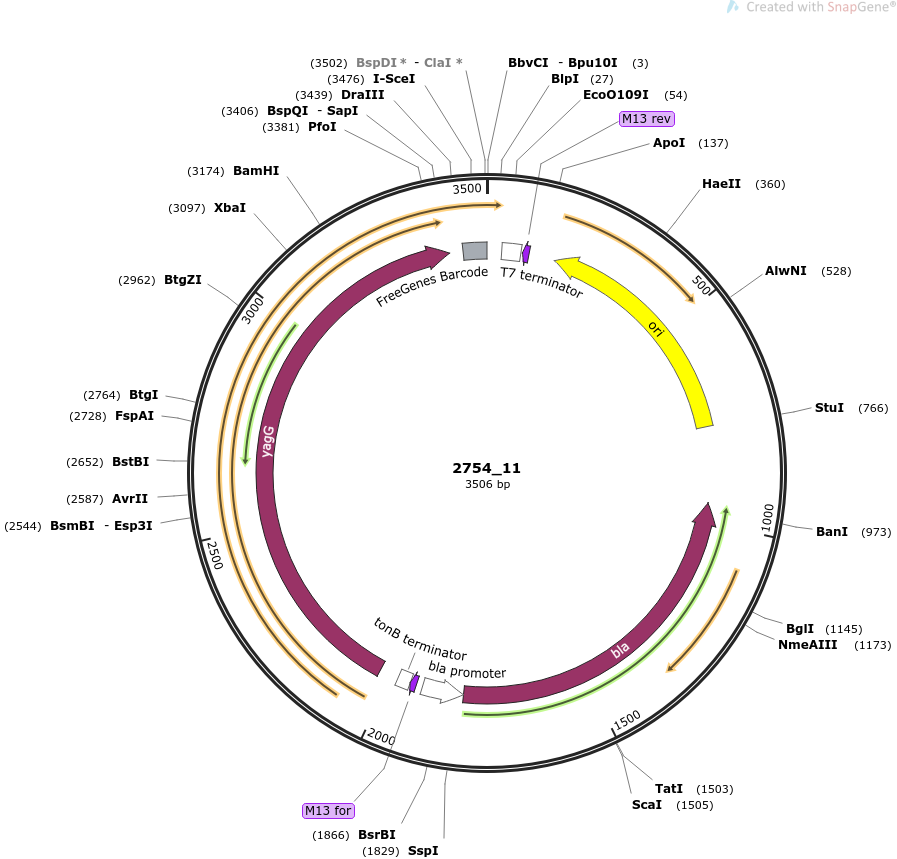 Created with SnapGene®
(3502) BspDI * - ClaI *
(3476) I-SceI
(3439) DraIII
(3406) BspQI - SapI
(3381) PfoI
BbvCI - Bpu10I (3)
BlpI (27)
EcoO109I (54)
M13 rev
ApoI (137)
(3174) BamHI
HaeII (360)
(3097) XbaI
(2962) BtgZI
AlwNI (528)
3500
500
1000
1500
2000
2500
3000
FreeGenes Barcode
T7 terminator
ori
(2764) BtgI
(2728) FspAI
StuI (766)
yagG
(2652) BstBI
2754_11
3506 bp
(2587) AvrII
(2544) BsmBI - Esp3I
BanI (973)
tonB terminator
bla promoter
bla
BglI (1145)
NmeAIII (1173)
TatI (1503)
ScaI (1505)
M13 for
(1866) BsrBI
(1829) SspI